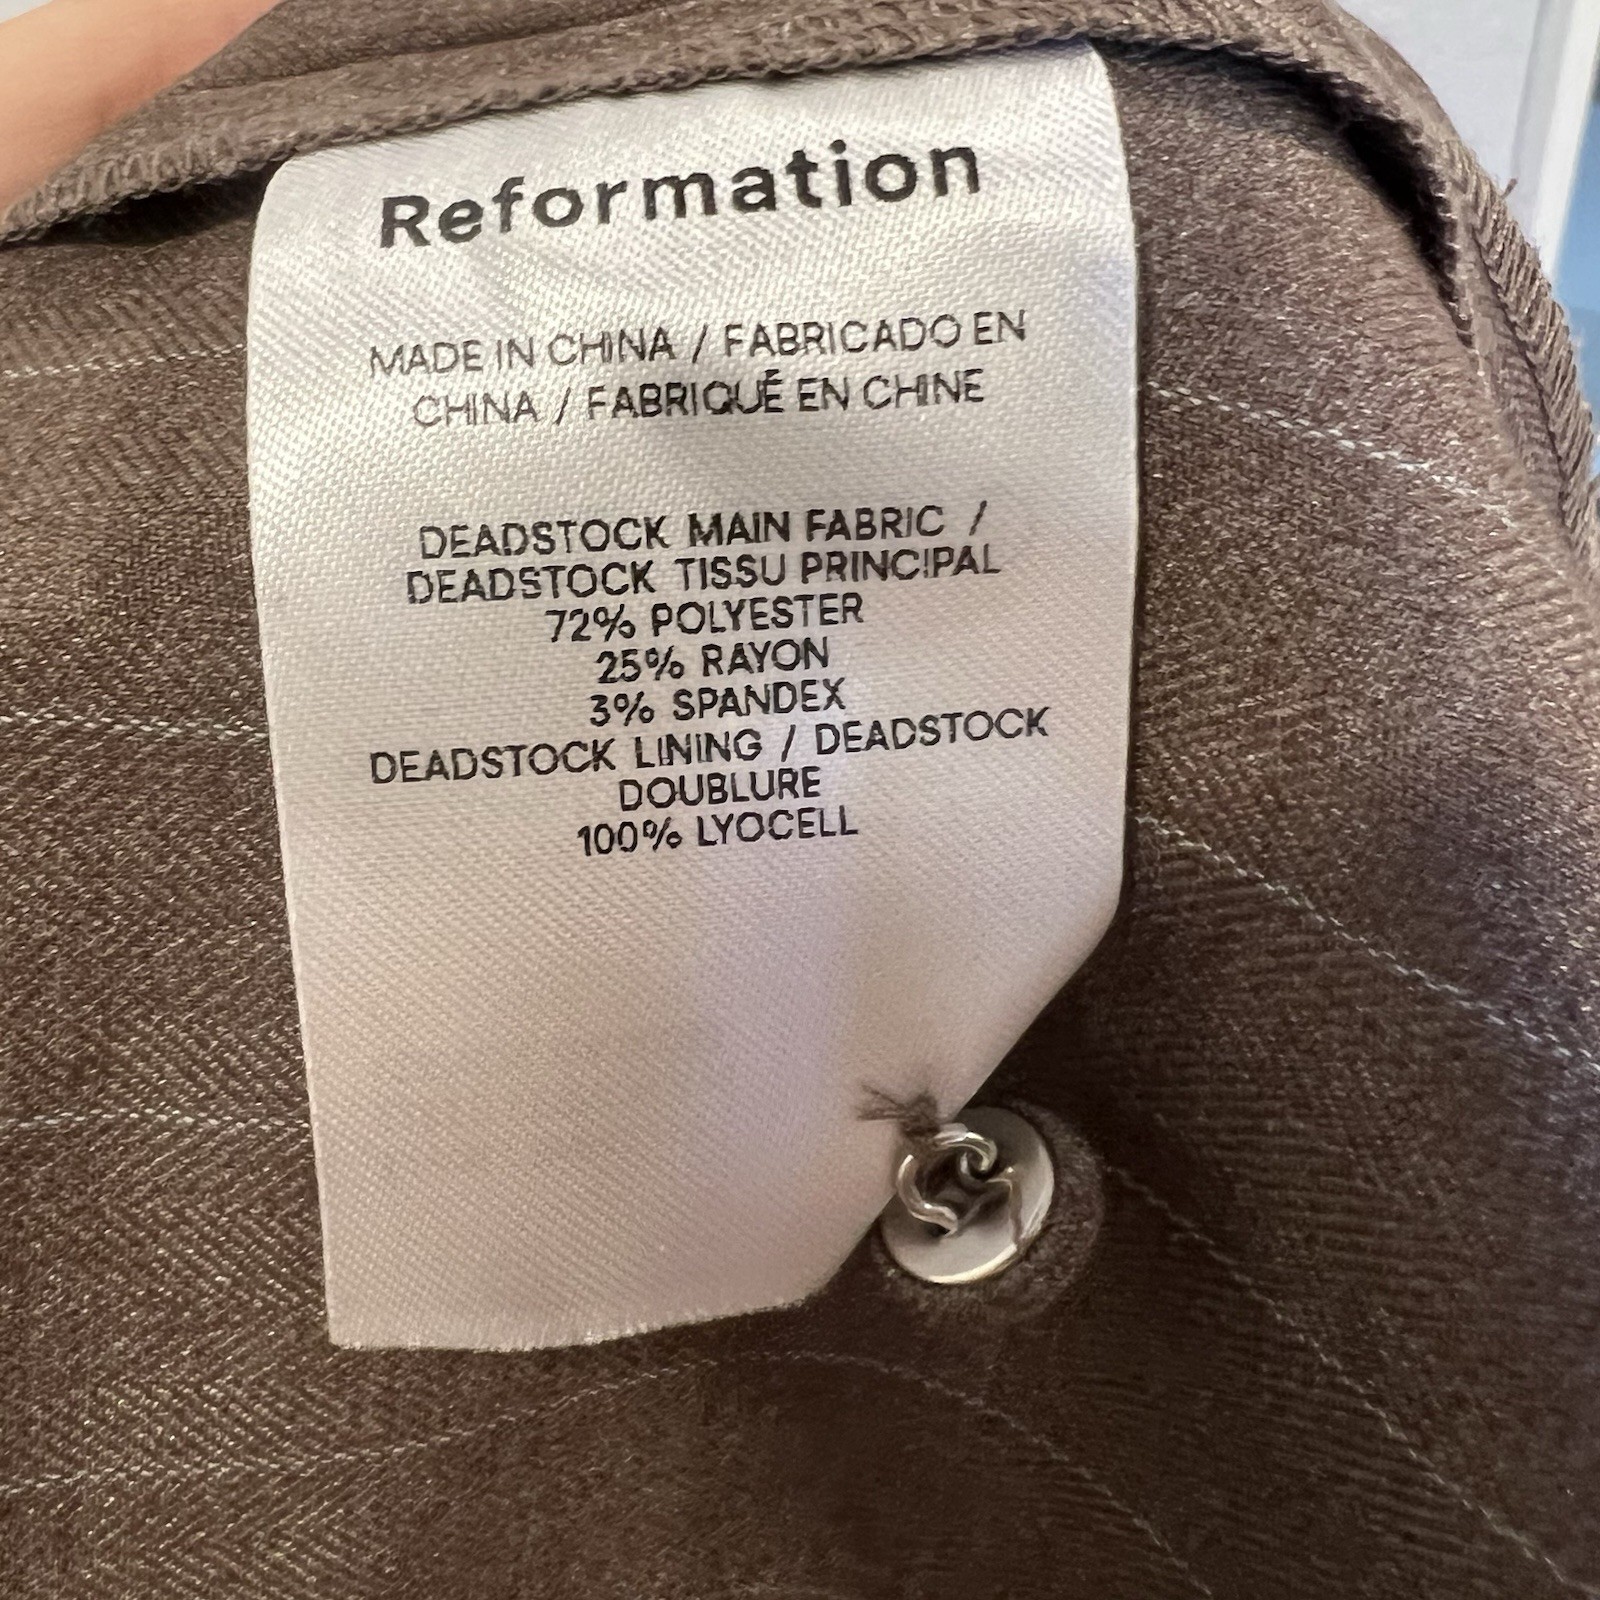 Reformation
MADE IN CHINA / FABRICADO EN
CHINA / FABRIQUÉ EN CHINE
DEADSTOCK MAIN FABRIC /
DEADSTOCK TISSU PRINCIPAL
72% POLYESTER
25% RAYON
3% SPANDEX
DEADSTOCK LINING / DEADSTOCK
DOUBLURE
100% LYOCELL